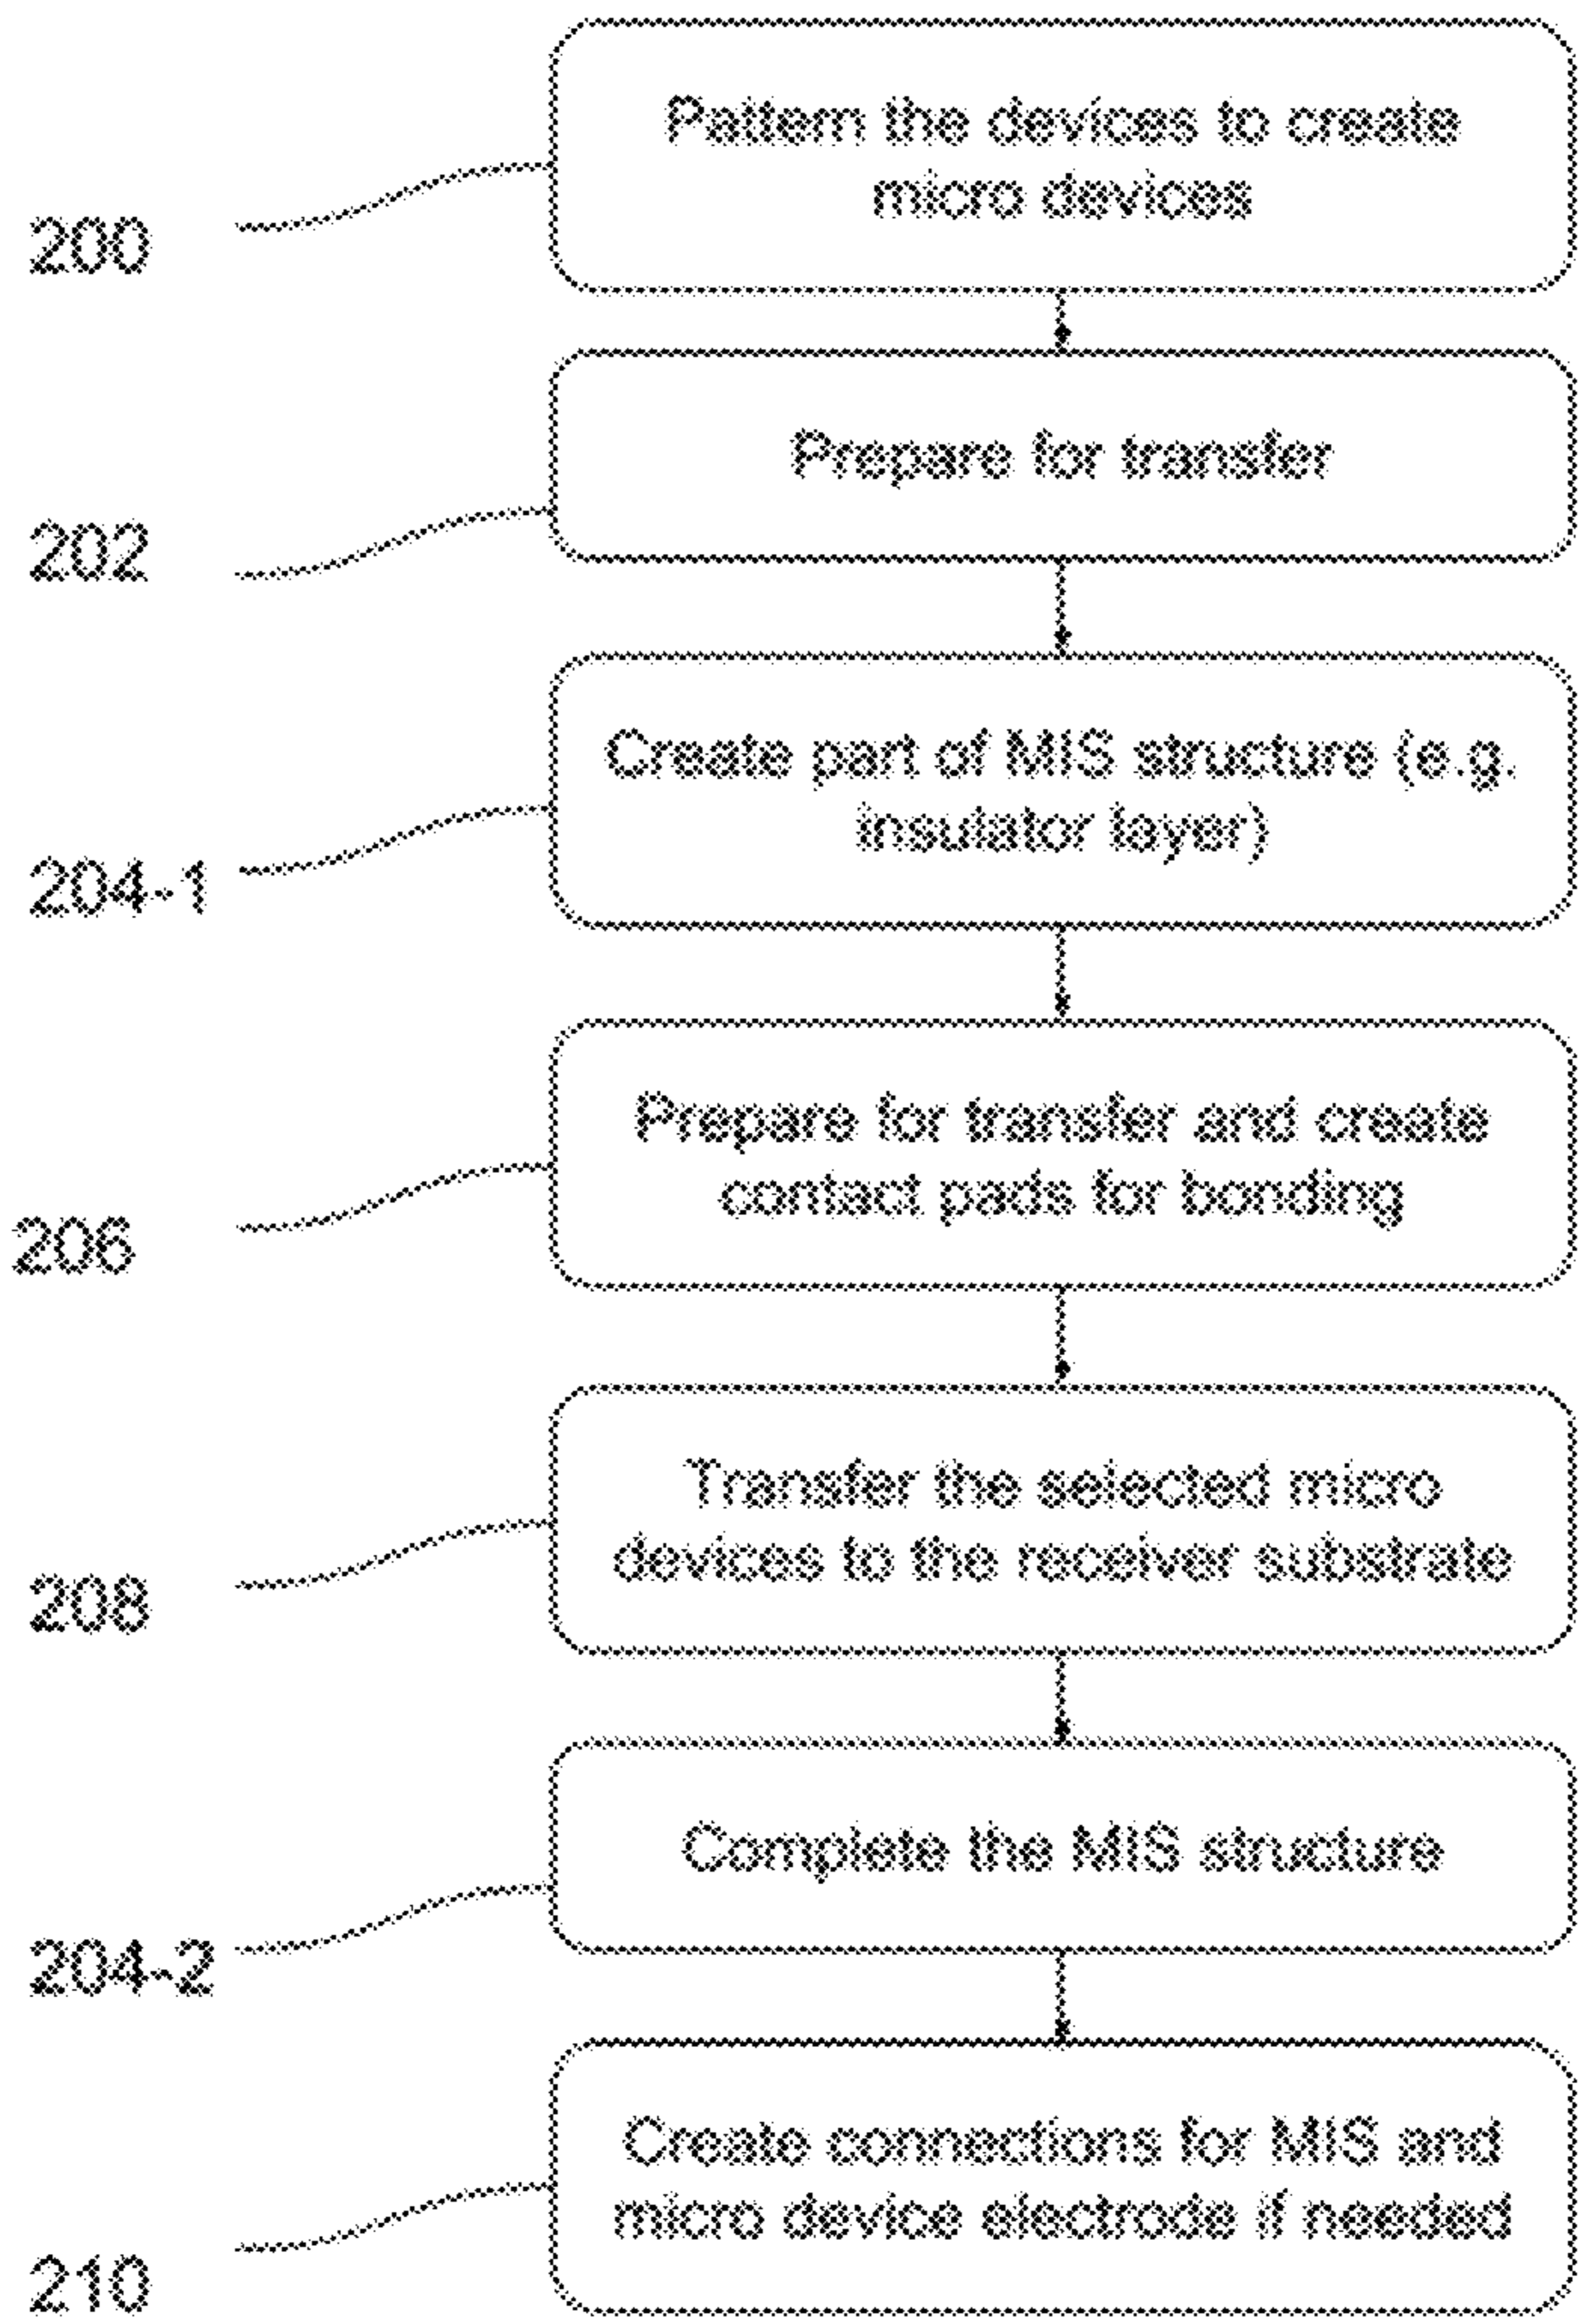 Pattern the devices to create
micro devices
200
Prepare for transfer
202
Create part of MIS structure (e.g.
insulator layer)
204-1
Prepare for transfer and create
contact pads for bonding
206
Transfer the selected micro
devices to the receiver substrate
208
Complete the MIS structure
204-2
Create connections for MIS and
micro device electrode if needed
210